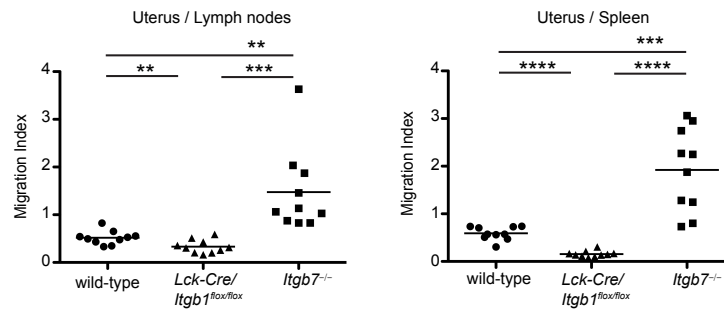 Uterus / Lymph nodes
**
** ***
Migration Index
4
3
2
1
0
wild-type
Lck-Cre/
Itgb1flox/flox
Itgb7–/–
Uterus / Spleen
***
**** ****
Migration Index
4
3
2
1
0
wild-type
Lck-Cre/
Itgb1flox/flox
Itgb7–/–